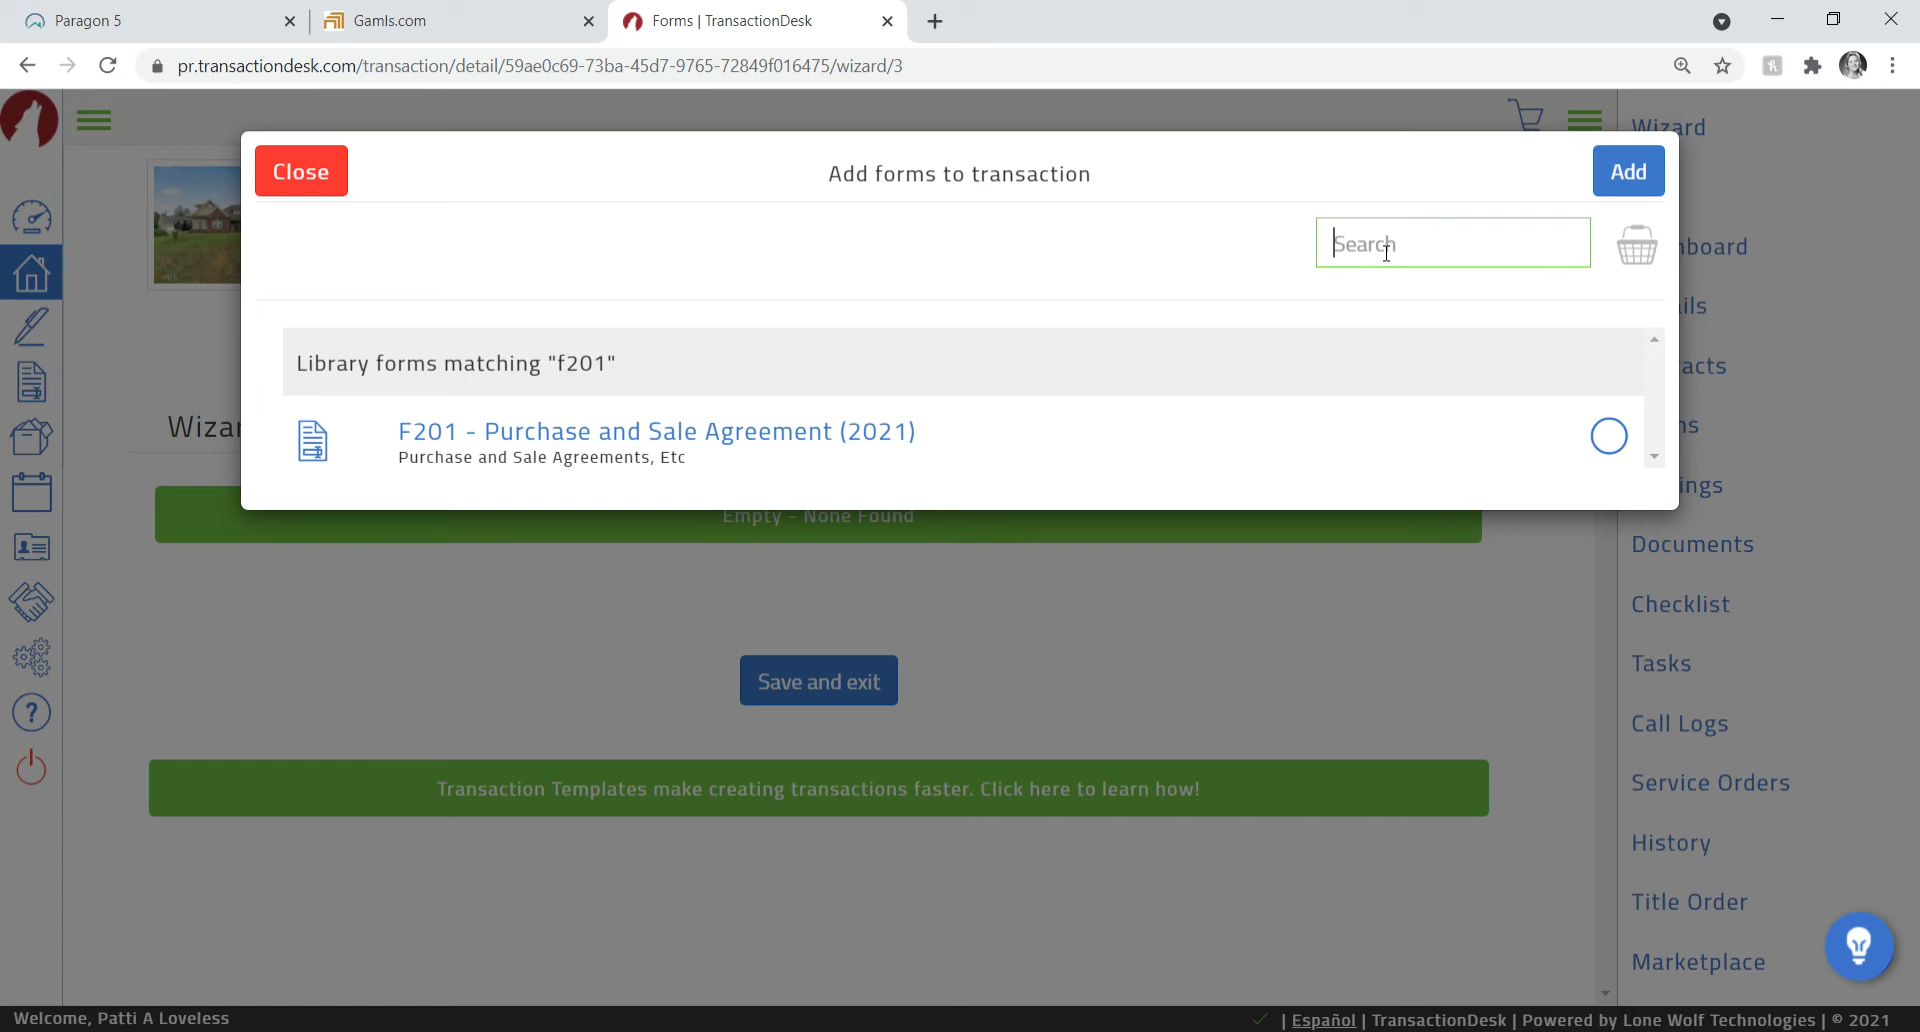 Paragon 5
Gamls.com
Forms | TransactionDesk
pr.transactiondesk.com/transaction/detail/59ae0c69-73ba-45d7-9765-72849f016475/wizard/3
Wizard
Close
Add forms to transaction
Add
Search
hboard
ils
Library forms matching "f201"
acts
F201 - Purchase and Sale Agreement (2021)
Purchase and Sale Agreements, Etc
Wizar
ms
ings
Empty - None Found
Documents
Checklist
Tasks
Save and exit
Call Logs
Transaction Templates make creating transactions faster. Click here to learn how!
Service Orders
History
Title Order
Marketplace
Welcome, Patti A Loveless
| Español | TransactionDesk | Powered by Lone Wolf Technologies | © 2021